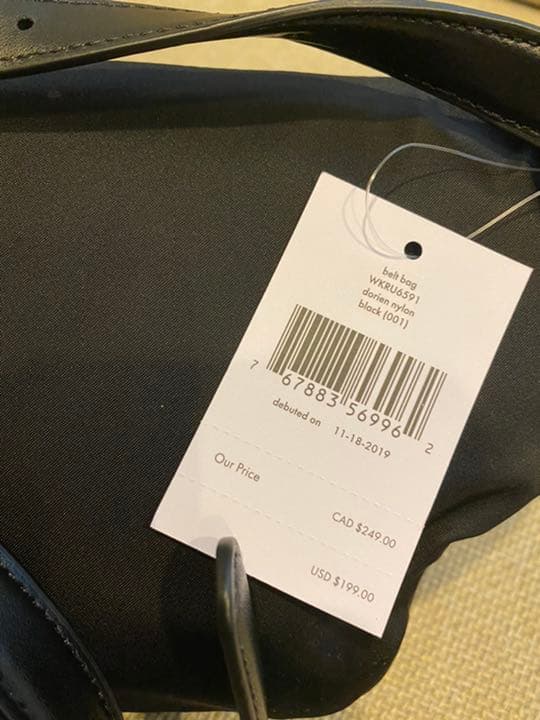 belt bag
WKRU6591
dorien nylon
black (001)
7 67883 56996 2
debuted on 11-18-2019
Our Price
CAD $249.00
USD $199.00